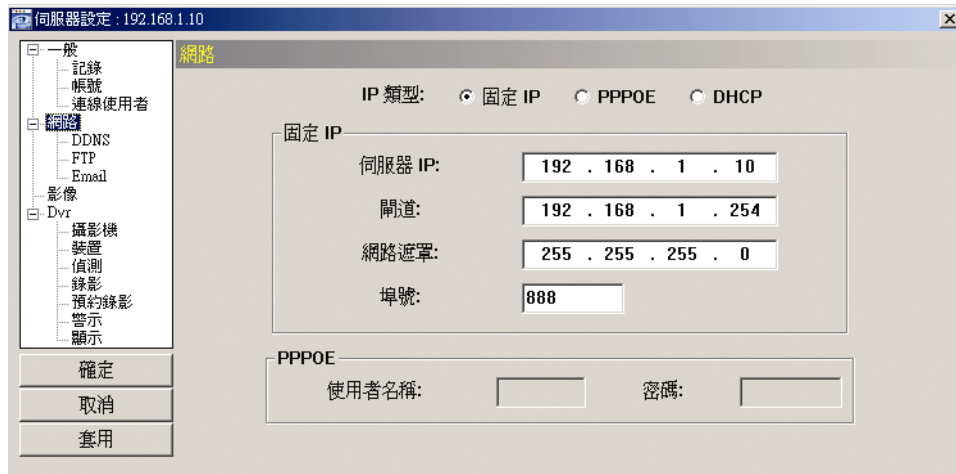 伺服器設定 : 192.168.1.10
一般
記錄
帳號
連線使用者
網路
DDNS
FTP
Email
影像
Dvr
攝影機
裝置
偵測
錄影
預約錄影
警示
顯示
確定
取消
套用
網路
IP 類型: 固定 IP PPPOE DHCP
固定 IP
伺服器 IP: 192 . 168 . 1 . 10
閘道: 192 . 168 . 1 . 254
網路遮罩: 255 . 255 . 255 . 0
埠號: 888
PPPOE
使用者名稱: 密碼: